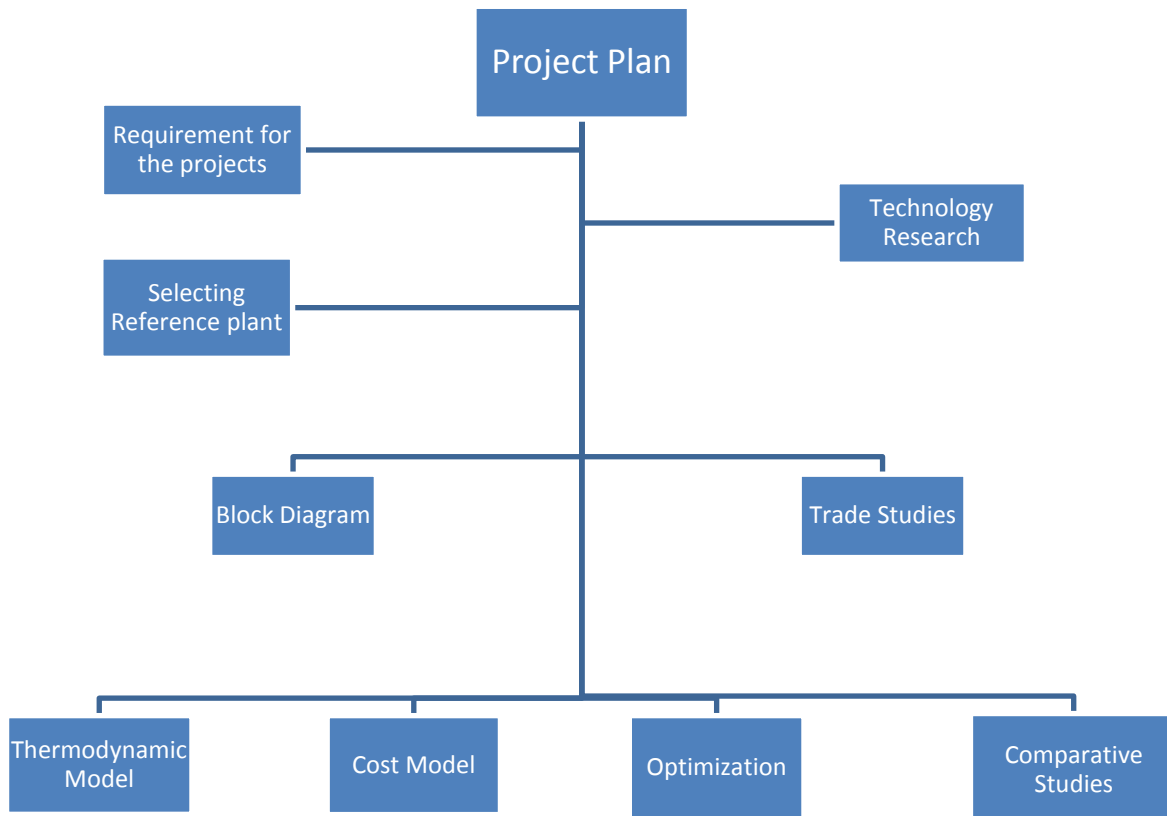 Project Plan
Requirement for
the projects
Technology
Research
Selecting
Reference plant
Block Diagram
Trade Studies
Thermodynamic
Model
Cost Model
Optimization
Comparative
Studies